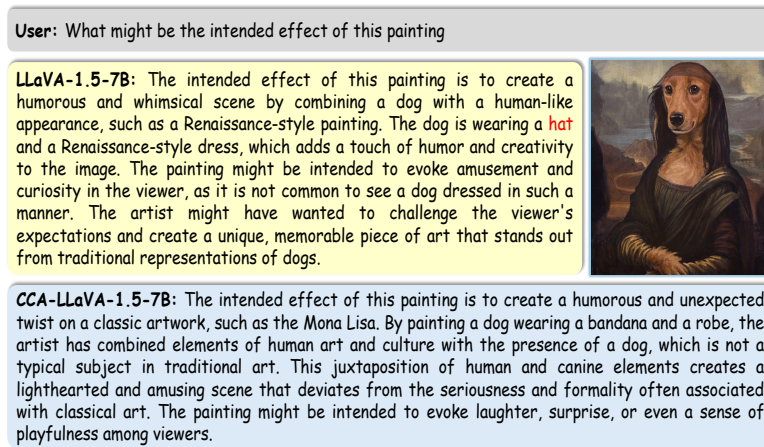 User: What might be the intended effect of this painting
LLaVA-1.5-7B: The intended effect of this painting is to create a
humorous and whimsical scene by combining a dog with a human-like
appearance, such as a Renaissance-style painting. The dog is wearing a hat
and a Renaissance-style dress, which adds a touch of humor and creativity
to the image. The painting might be intended to evoke amusement and
curiosity in the viewer, as it is not common to see a dog dressed in such a
manner. The artist might have wanted to challenge the viewer's
expectations and create a unique, memorable piece of art that stands out
from traditional representations of dogs.
CCA-LLaVA-1.5-7B: The intended effect of this painting is to create a humorous and unexpected
twist on a classic artwork, such as the Mona Lisa. By painting a dog wearing a bandana and a robe, the
artist has combined elements of human art and culture with the presence of a dog, which is not a
typical subject in traditional art. This juxtaposition of human and canine elements creates a
lighthearted and amusing scene that deviates from the seriousness and formality often associated
with classical art. The painting might be intended to evoke laughter, surprise, or even a sense of
playfulness among viewers.